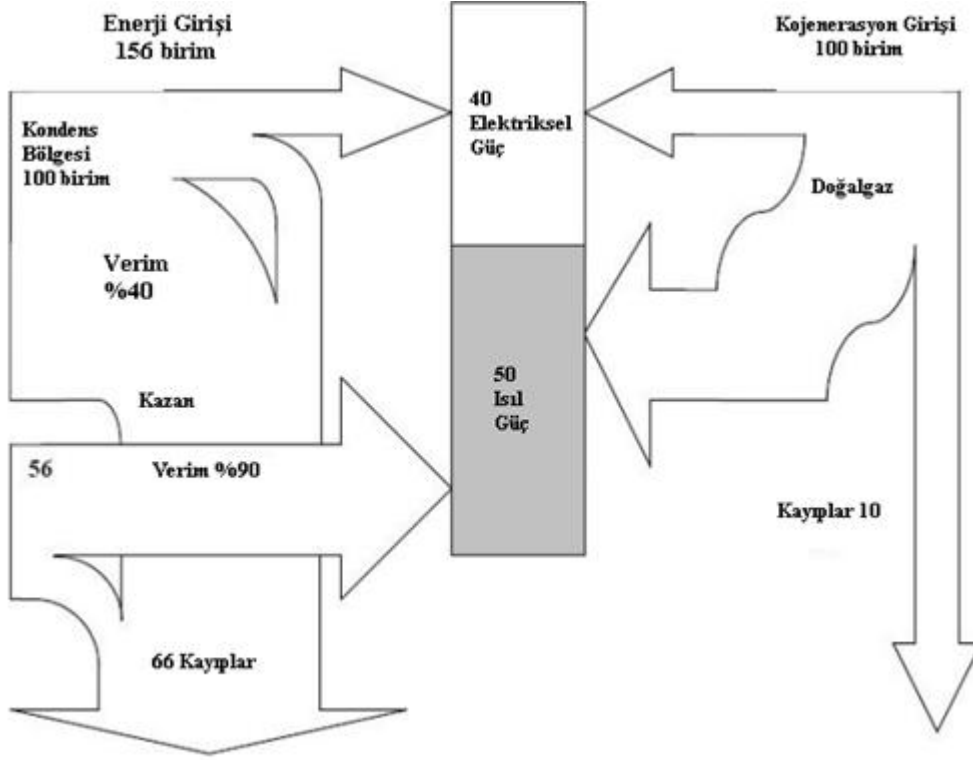 Enerji Girişi
156 birim
Kojenerasyon Girişi
100 birim
Kondens
Bölgesi
100 birim
40
Elektriksel
Güç
Doğalgaz
Verim
%40
Kazan
50
Isıl
Güç
56
Verim %90
Kayıplar 10
66 Kayıplar